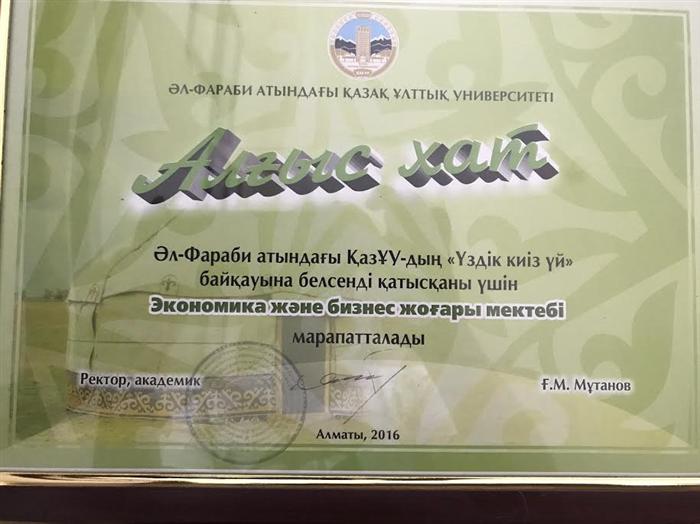 ӘЛ-ФАРАБИ АТЫНДАҒЫ ҚАЗАҚ ҰЛТТЫҚ УНИВЕРСИТЕТІ
Алғыс хат
Әл-Фараби атындағы ҚазҰУ-дың «Үздік киіз үй»
байқауына белсенді қатысқаны үшін
Экономика және бизнес жоғары мектебі
марапатталады
Ректор, академик Ғ.М. Мұтанов
Алматы, 2016